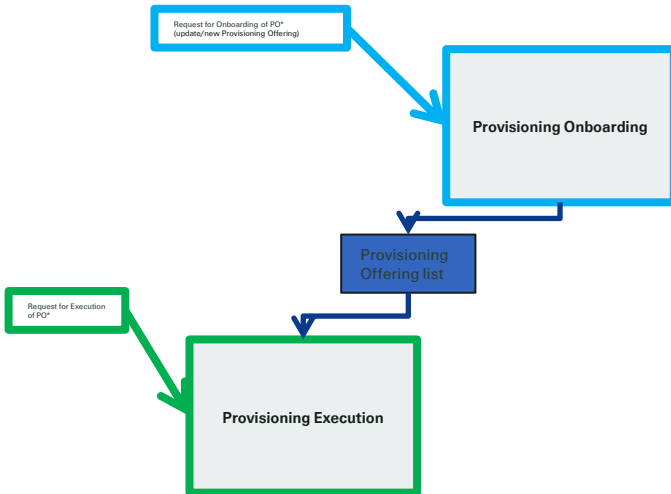 Request for Onboarding of PO*
(update/new Provisioning Offering)
Provisioning Onboarding
Provisioning
Offering list
Request for Execution
of PO*
Provisioning Execution